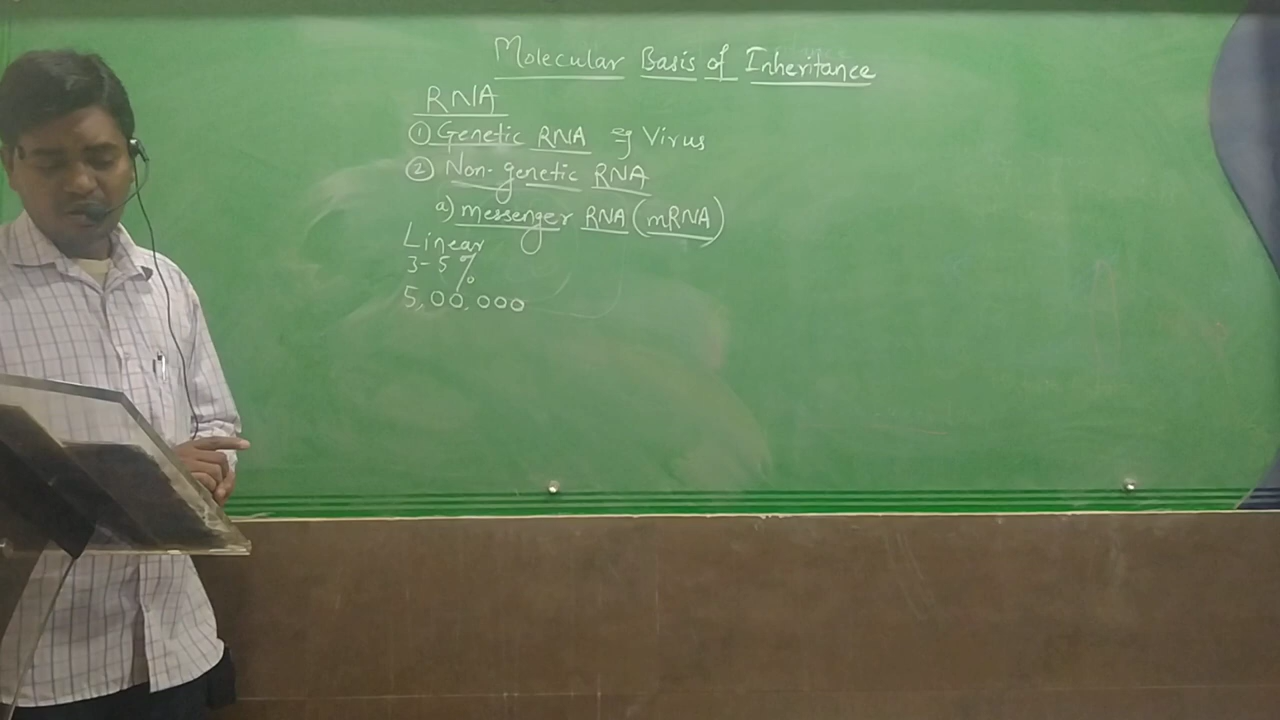 Molecular Basis of Inheritance
RNA
① Genetic RNA eg Virus
② Non-genetic RNA
a) messenger RNA (mRNA)
Linear
3-5%
5,00,000